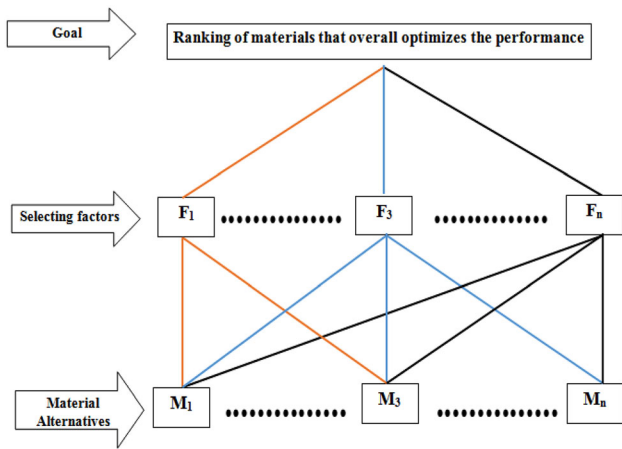 Goal
Ranking of materials that overall optimizes the performance
Selecting factors
F1
F3
Fn
Material
Alternatives
M1
M3
Mn